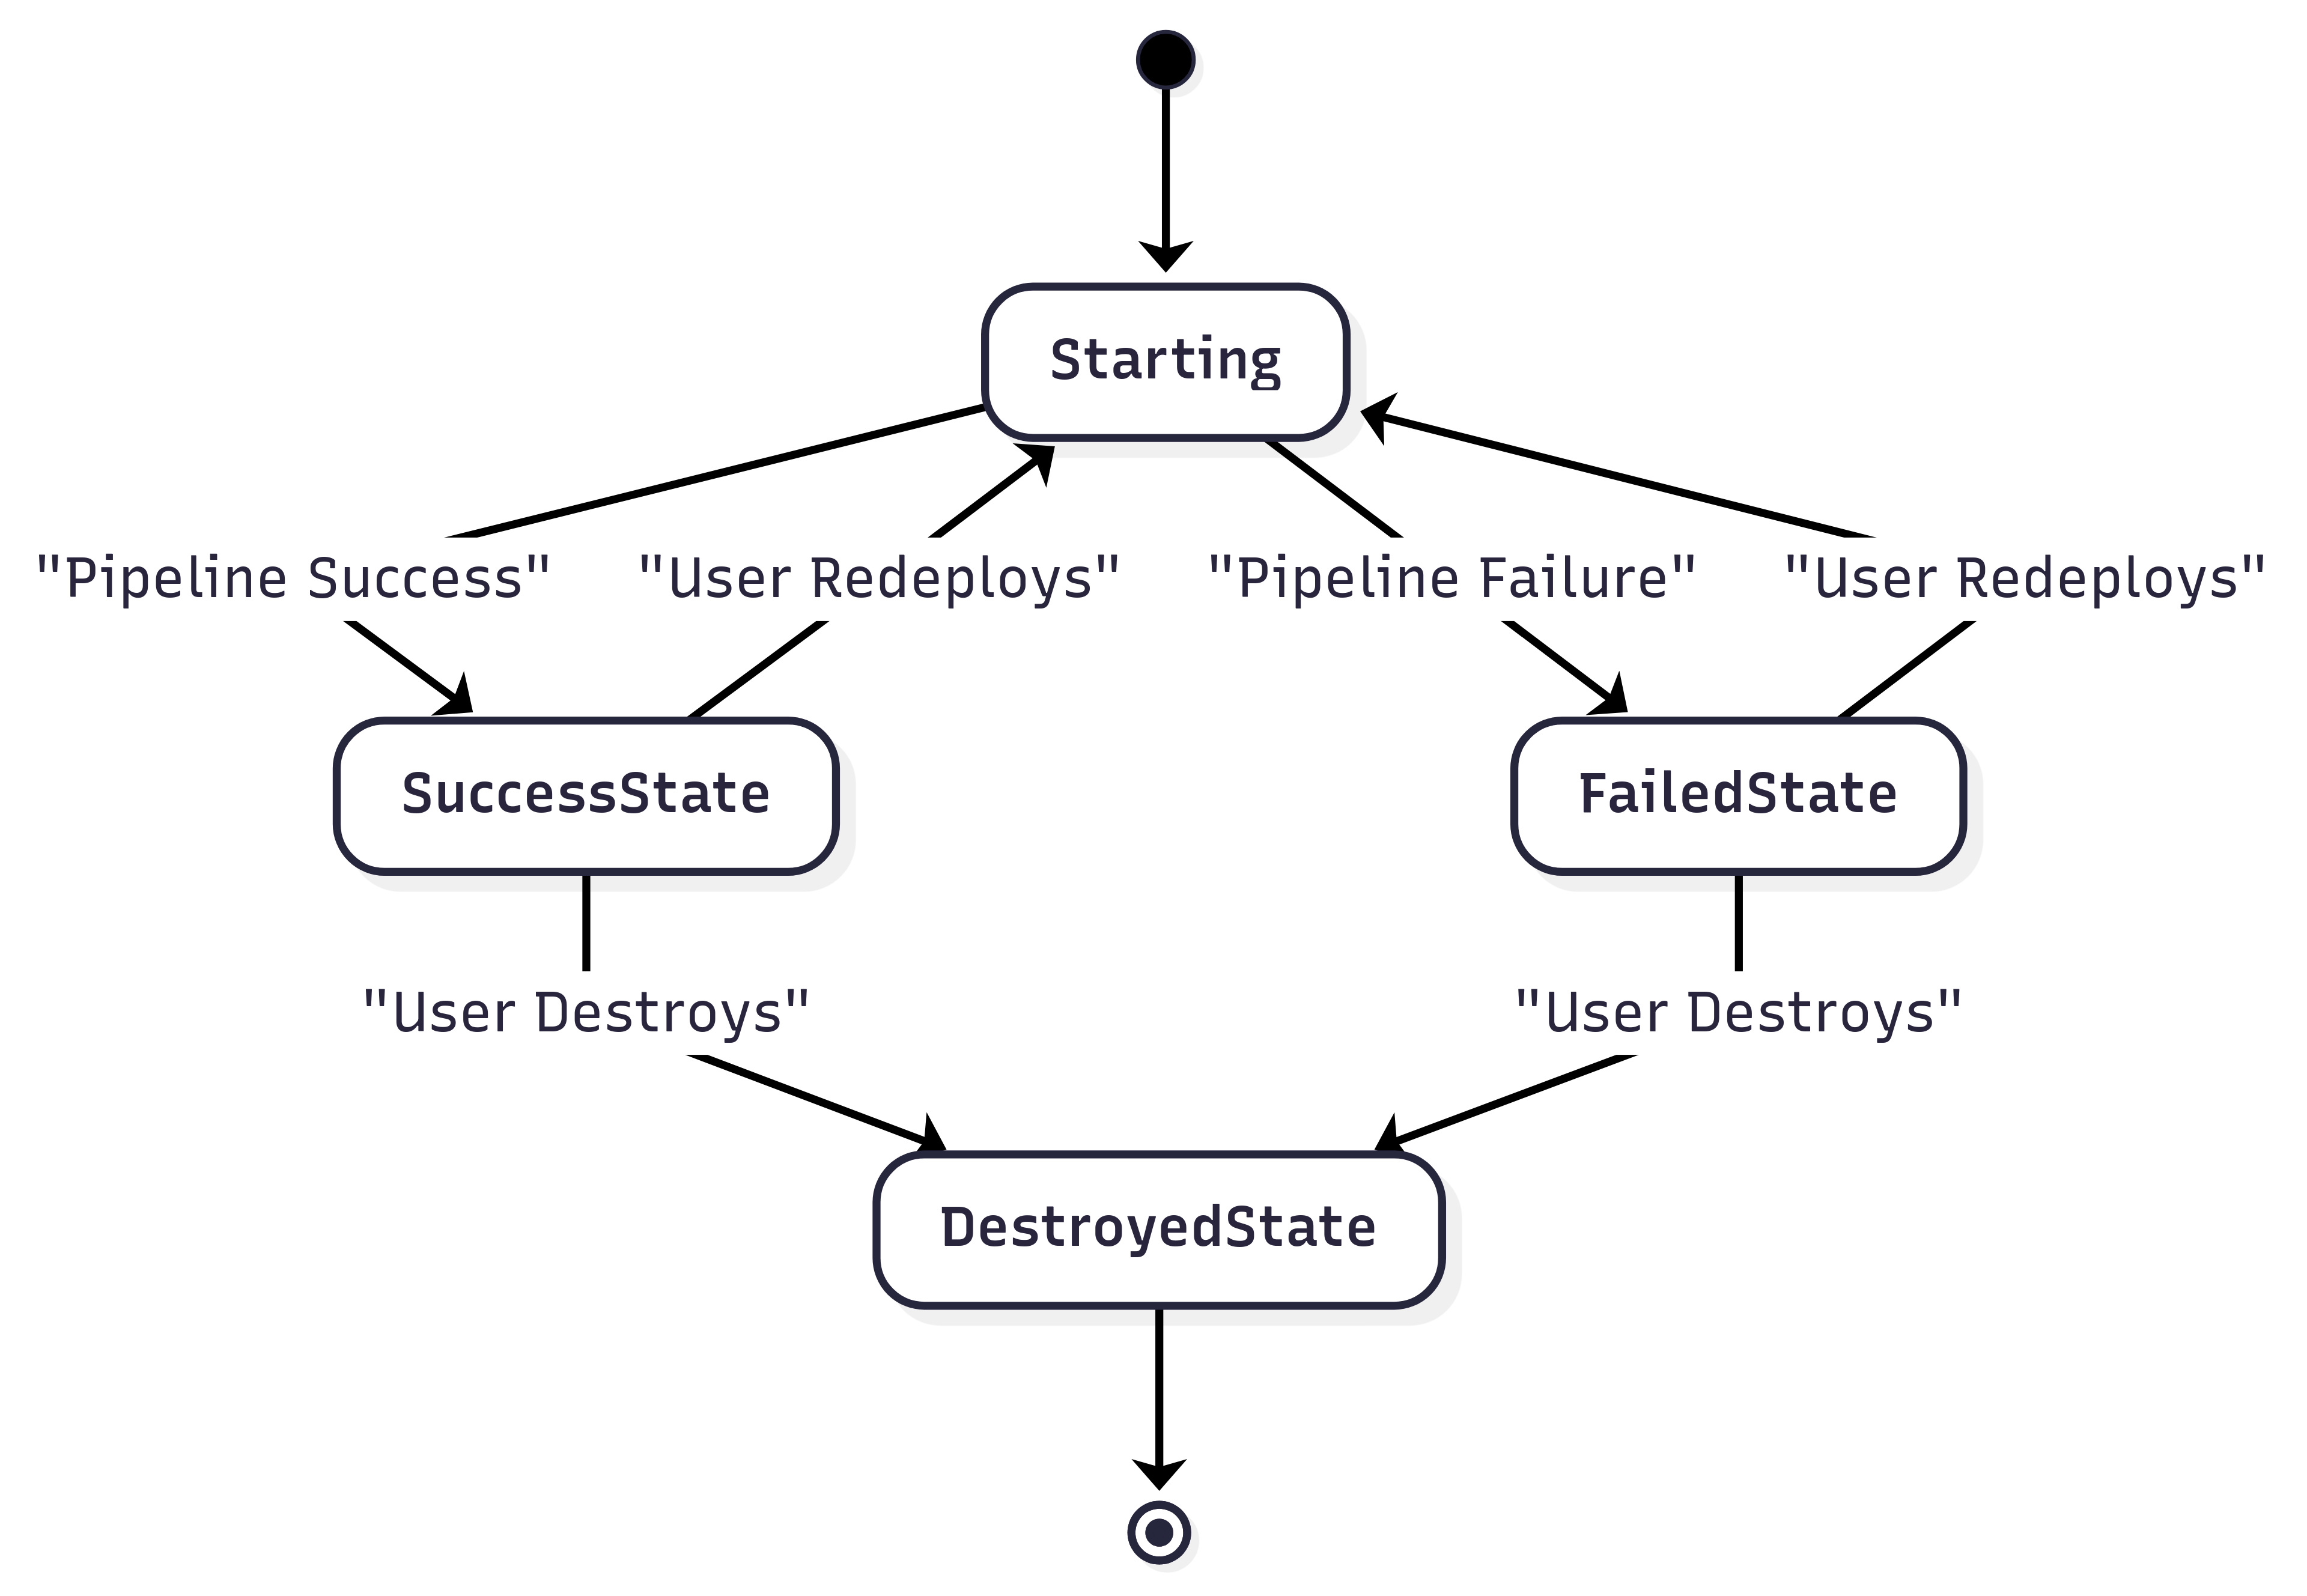 Starting
"Pipeline Success"
"User Redeploys"
"Pipeline Failure"
"User Redeploys"
SuccessState
FailedState
"User Destroys"
"User Destroys"
DestroyedState